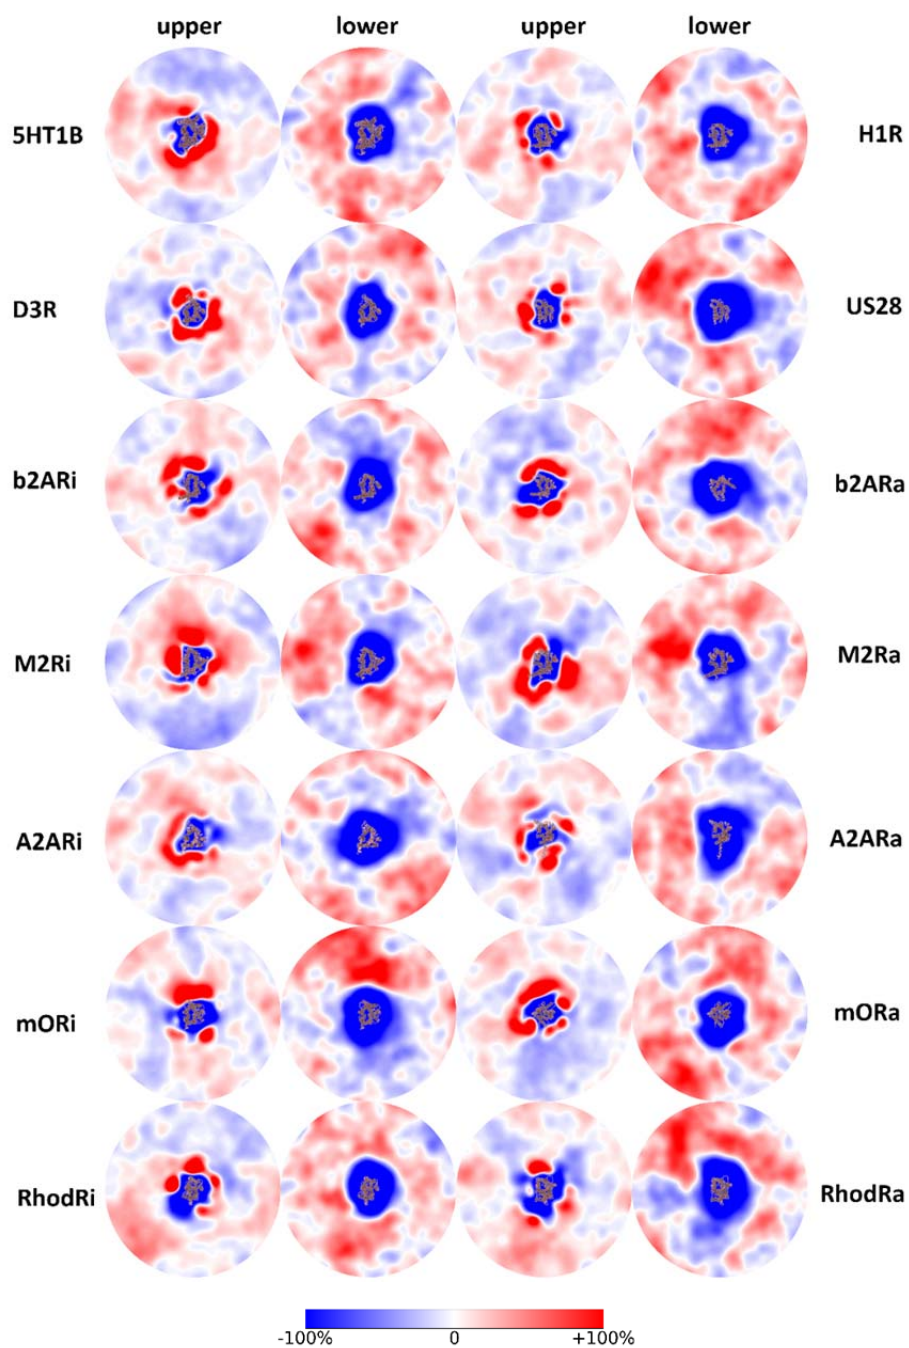 upper lower upper lower
5HT1B H1R
D3R US28
b2ARi b2ARa
M2Ri M2Ra
A2ARi A2ARa
mORi mORa
RhodRi RhodRa
-100% 0 +100%